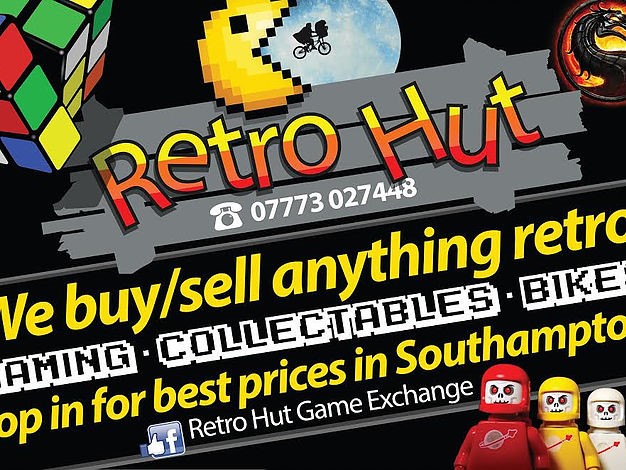 Retro Hut
☎ 07773 027448
We buy/sell anything retro
AMING · COLLECTABLES · BIKE
op in for best prices in Southampto
f Retro Hut Game Exchange